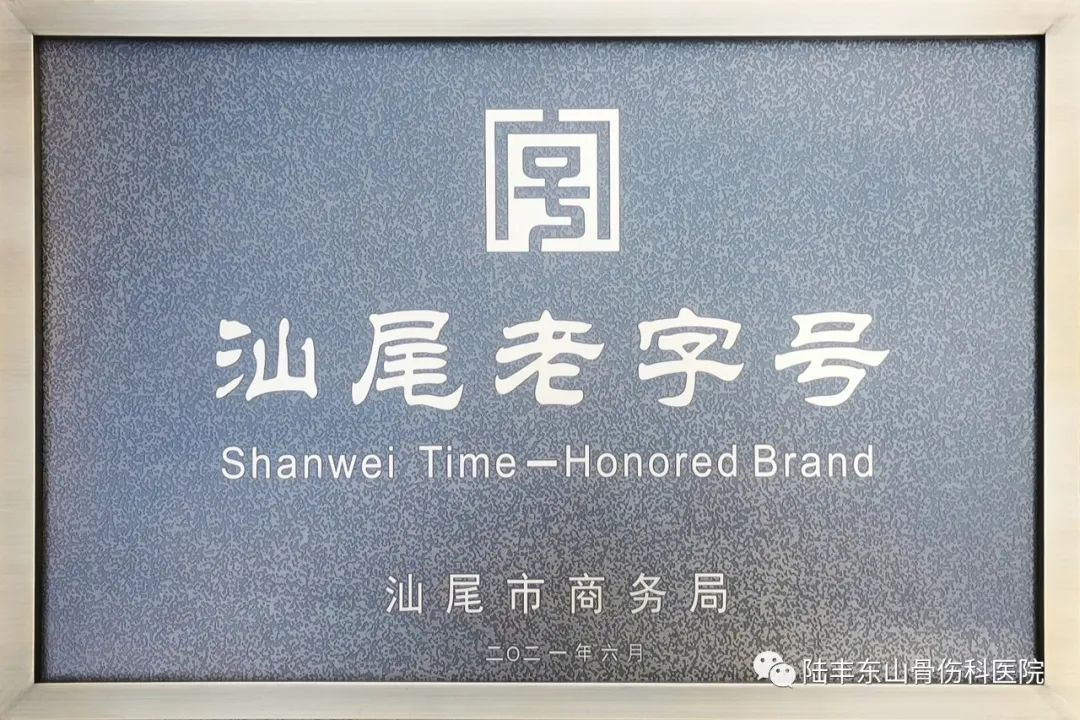 汕尾老字号
Shanwei Time-Honored Brand
汕尾市商务局
二〇二一年六月
陆丰东山骨伤科医院